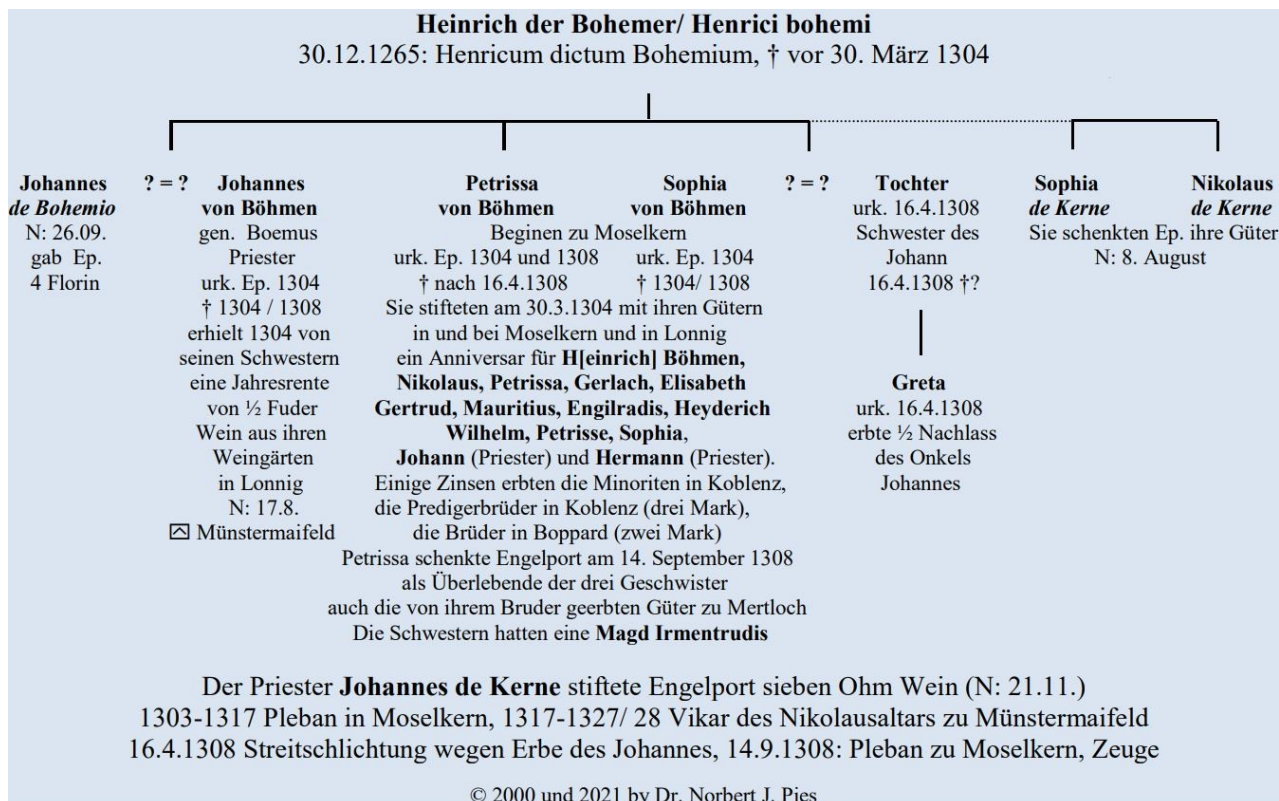 Heinrich der Bohemer/ Henrici bohemi
30.12.1265: Henricum dictum Bohemium, † vor 30. März 1304
Johannes
de Bohemio
N: 26.09.
gab Ep.
4 Florin
? = ?
Johannes
von Böhmen
gen. Boemus
Priester
urk. Ep. 1304
† 1304 / 1308
erhielt 1304 von
seinen Schwestern
eine Jahresrente
von ½ Fuder
Wein aus ihren
Weingärten
in Lonnig
N: 17.8.
Münstermaifeld
Petrissa Sophia
von Böhmen von Böhmen
Beginen zu Moselkern
urk. Ep. 1304 und 1308 urk. Ep. 1304
† nach 16.4.1308 † 1304/ 1308
Sie stifteten am 30.3.1304 mit ihren Gütern
in und bei Moselkern und in Lonnig
ein Anniversar für H[einrich] Böhmen,
Nikolaus, Petrissa, Gerlach, Elisabeth
Gertrud, Mauritius, Engilradis, Heyderich
Wilhelm, Petrisse, Sophia,
Johann (Priester) und Hermann (Priester).
Einige Zinsen erbten die Minoriten in Koblenz,
die Predigerbrüder in Koblenz (drei Mark),
die Brüder in Boppard (zwei Mark)
Petrissa schenkte Engelport am 14. September 1308
als Überlebende der drei Geschwister
auch die von ihrem Bruder geerbten Güter zu Mertloch
Die Schwestern hatten eine Magd Irmentrudis
? = ?
Tochter
urk. 16.4.1308
Schwester des
Johann
16.4.1308 †?
Greta
urk. 16.4.1308
erbte ½ Nachlass
des Onkels
Johannes
Sophia Nikolaus
de Kerne de Kerne
Sie schenkten Ep. ihre Güter
N: 8. August
Der Priester Johannes de Kerne stiftete Engelport sieben Ohm Wein (N: 21.11.)
1303-1317 Pleban in Moselkern, 1317-1327/ 28 Vikar des Nikolausaltars zu Münstermaifeld
16.4.1308 Streitschlichtung wegen Erbe des Johannes, 14.9.1308: Pleban zu Moselkern, Zeuge
© 2000 und 2021 by Dr. Norbert J. Pies